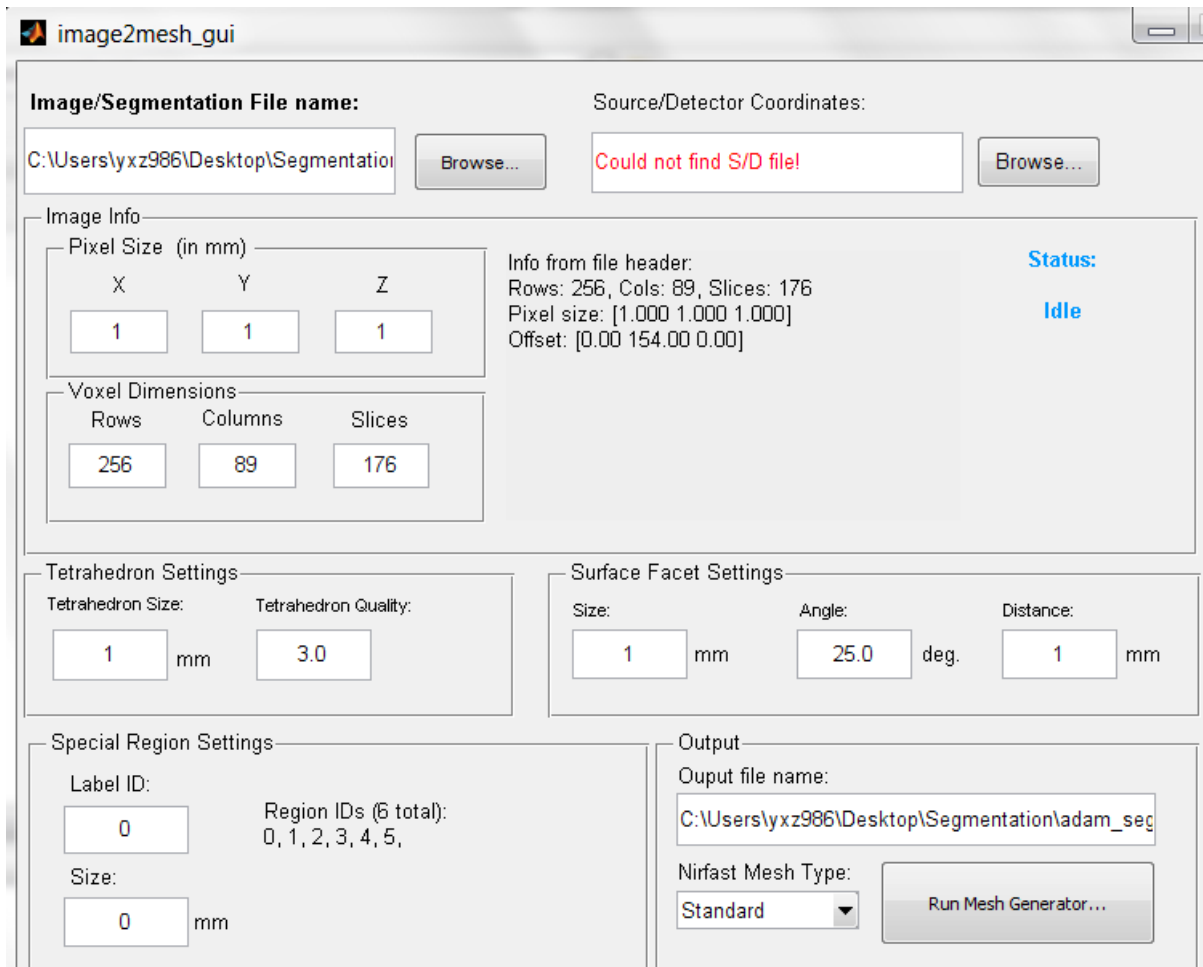 image2mesh_gui
Image/Segmentation File name:
Source/Detector Coordinates:
C:\Users\yxz986\Desktop\Segmentation
Browse...
Could not find S/D file!
Browse...
Image Info
Pixel Size (in mm)
X Y Z
1 1 1
Info from file header:
Rows: 256, Cols: 89, Slices: 176
Pixel size: [1.000 1.000 1.000]
Offset: [0.00 154.00 0.00]
Status:
Idle
Voxel Dimensions
Rows Columns Slices
256 89 176
Tetrahedron Settings
Tetrahedron Size: Tetrahedron Quality:
1 mm 3.0
Surface Facet Settings
Size: Angle: Distance:
1 mm 25.0 deg. 1 mm
Special Region Settings
Label ID:
0
Region IDs (6 total):
0, 1, 2, 3, 4, 5,
Size:
0 mm
Output
Ouput file name:
C:\Users\yxz986\Desktop\Segmentation\adam_seg
Nirfast Mesh Type:
Standard
Run Mesh Generator...